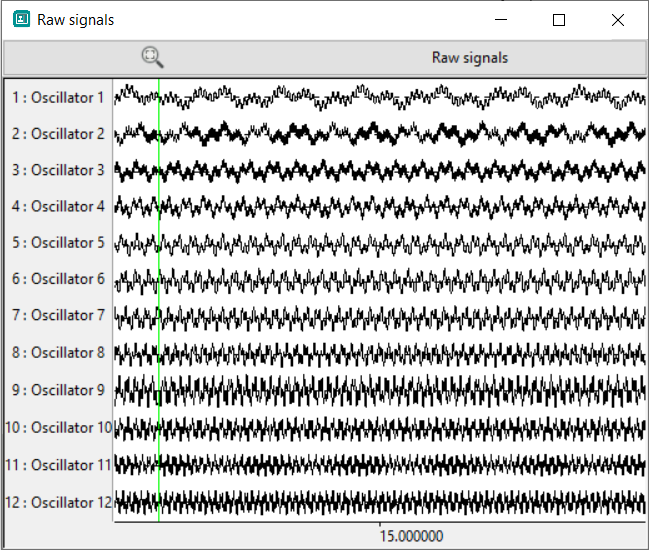 Raw signals
Raw signals
1 : Oscillator 1
2 : Oscillator 2
3 : Oscillator 3
4 : Oscillator 4
5 : Oscillator 5
6 : Oscillator 6
7 : Oscillator 7
8 : Oscillator 8
9 : Oscillator 9
10 : Oscillator 10
11 : Oscillator 11
12 : Oscillator 12
15.000000